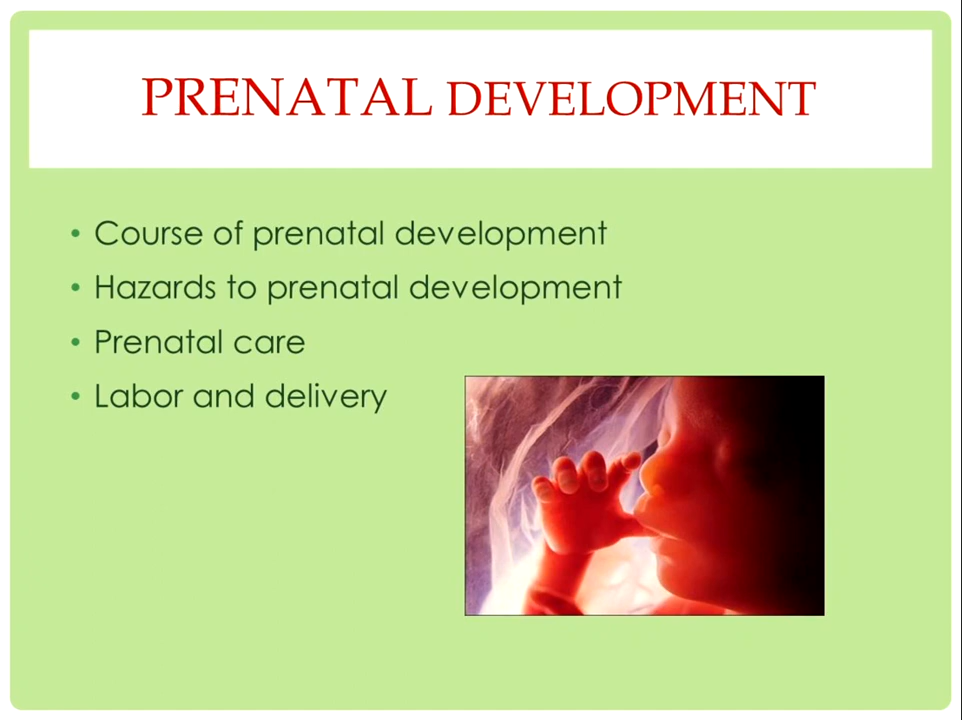 PRENATAL DEVELOPMENT
• Course of prenatal development
• Hazards to prenatal development
• Prenatal care
• Labor and delivery